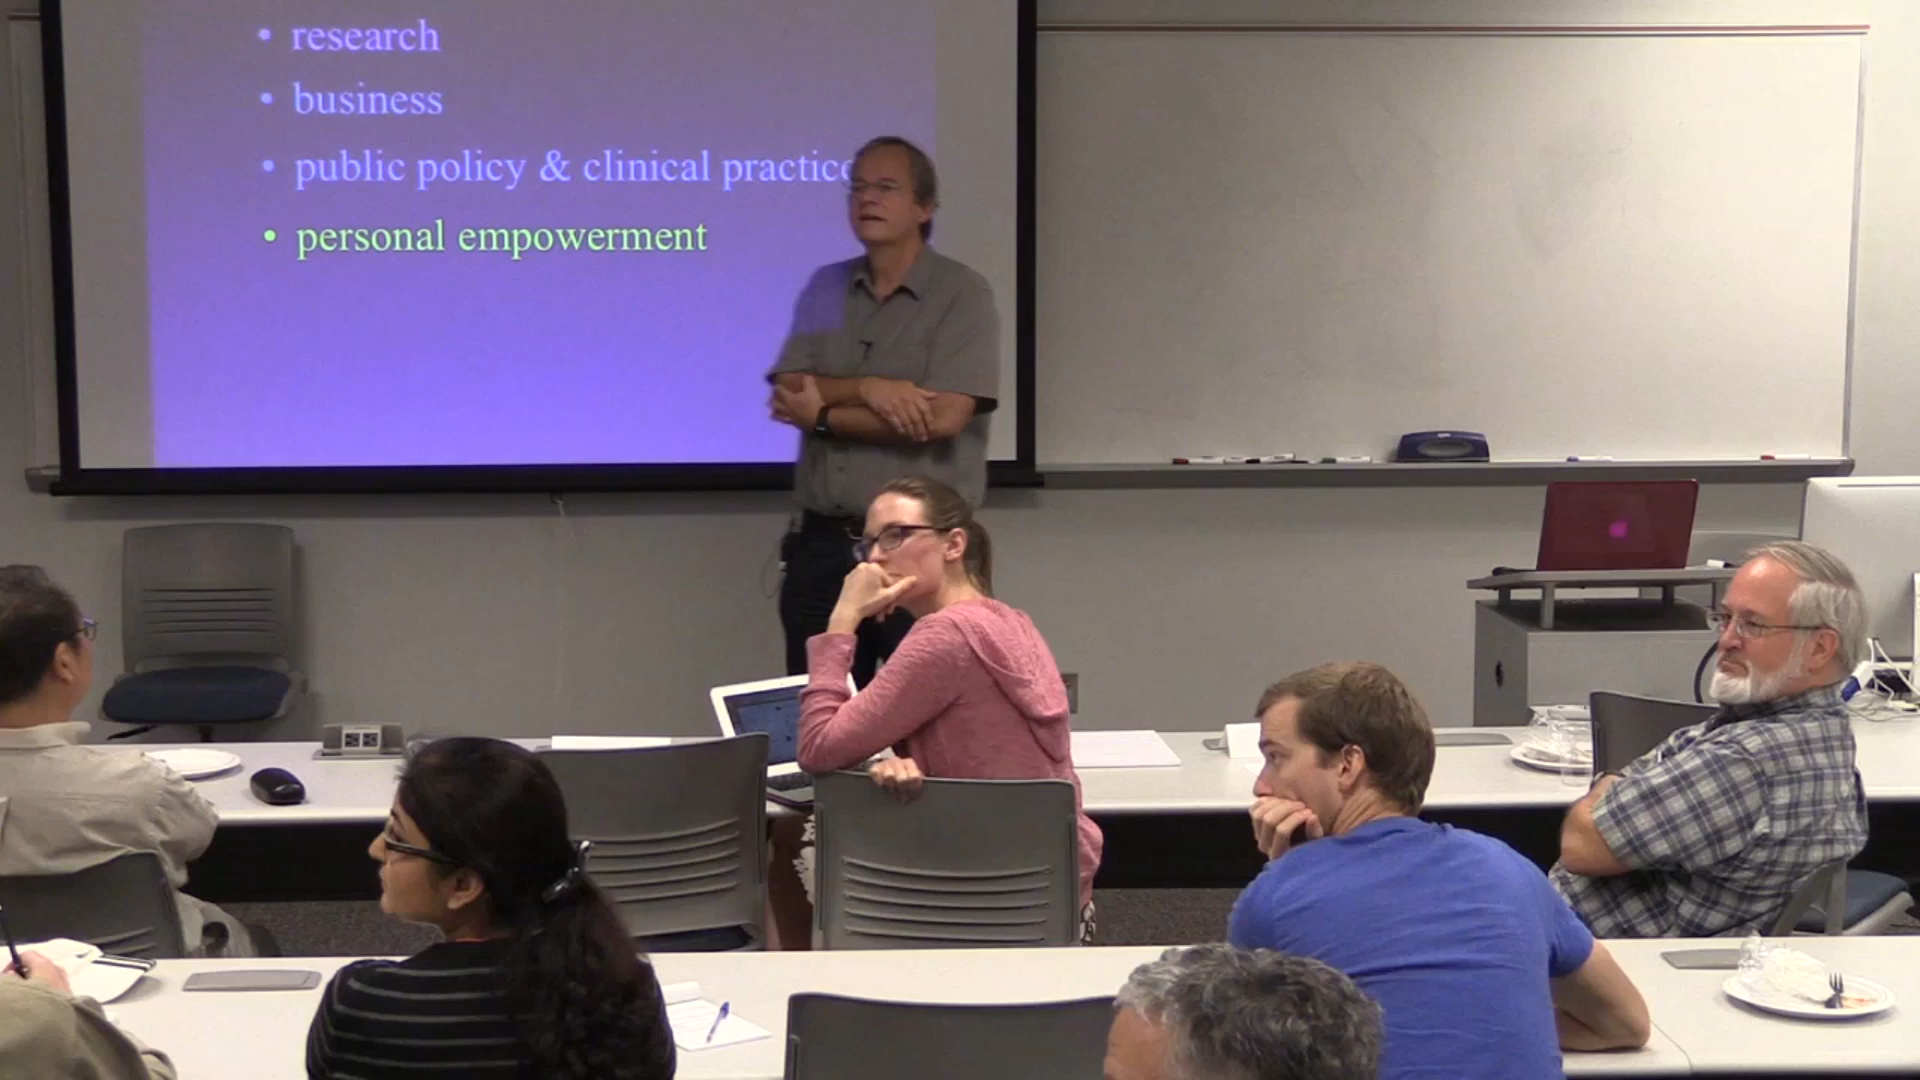 • research
• business
• public policy & clinical practice
• personal empowerment